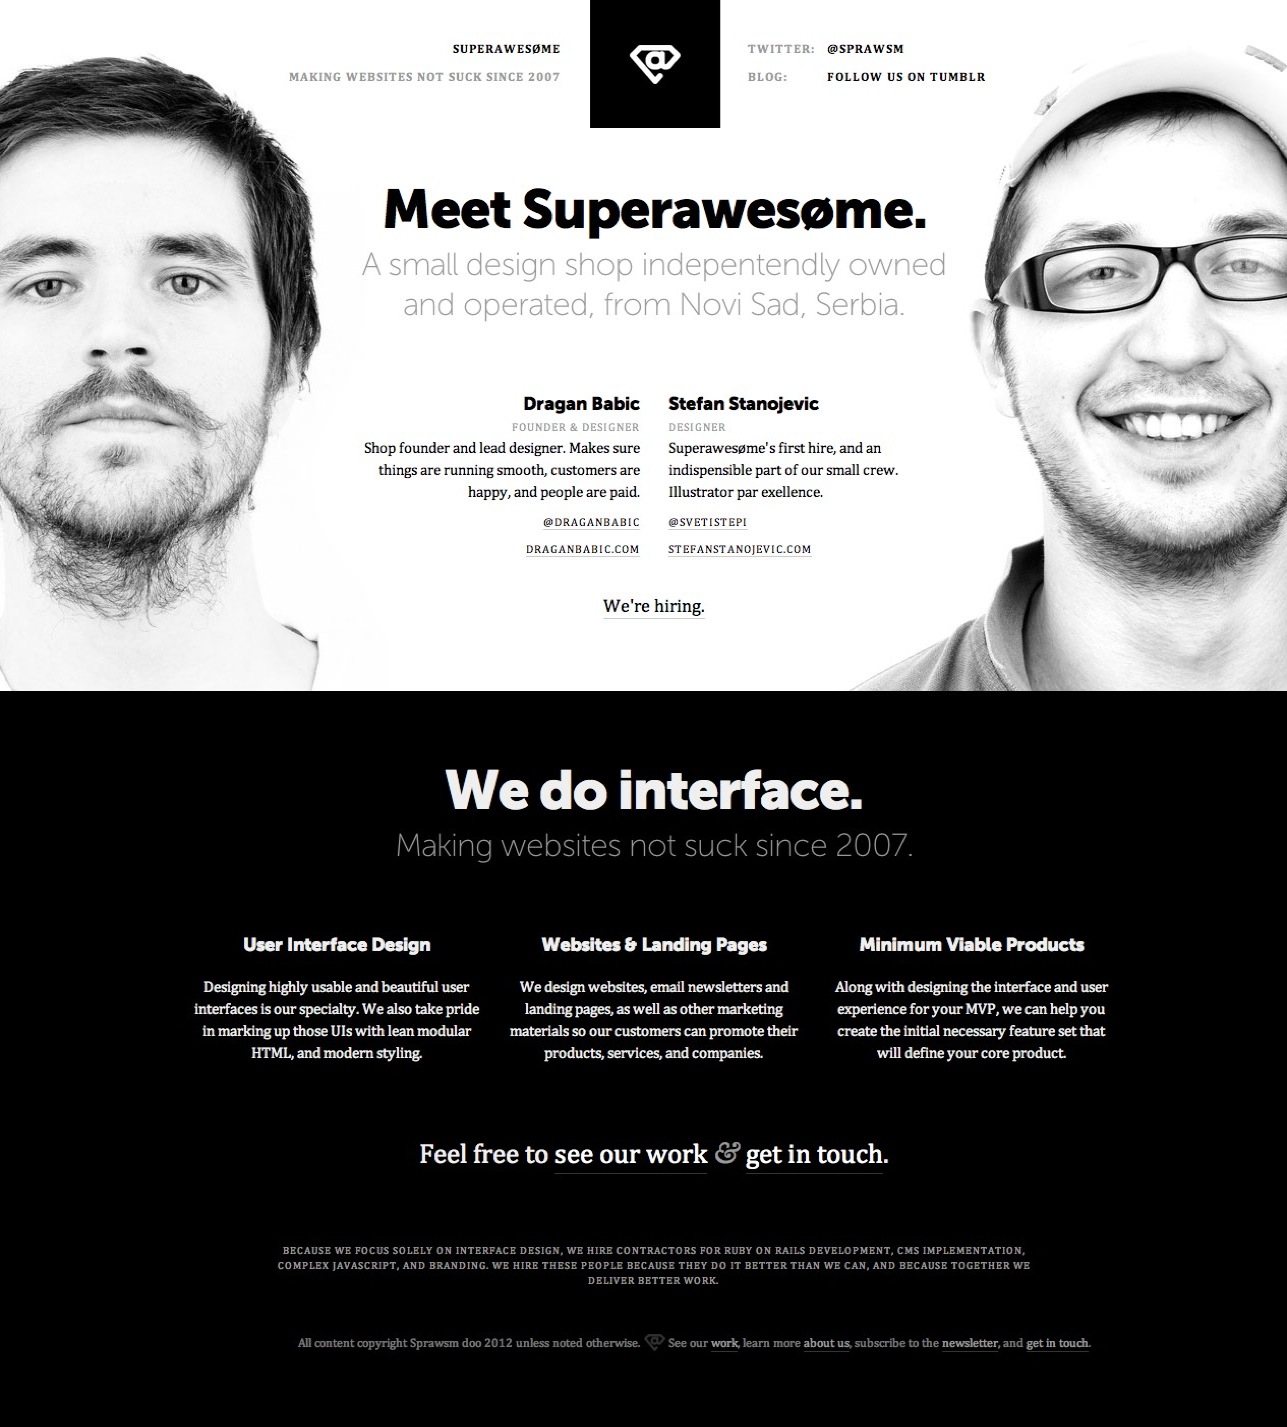 SUPERAWESØME
MAKING WEBSITES NOT SUCK SINCE 2007
@
TWITTER: @SPRAWSM
BLOG: FOLLOW US ON TUMBLR
Meet Superawesøme.
A small design shop indepentendly owned
and operated, from Novi Sad, Serbia.
Dragan Babic
FOUNDER & DESIGNER
Shop founder and lead designer. Makes sure
things are running smooth, customers are
happy, and people are paid.
@DRAGANBABIC
DRAGANBABIC.COM
Stefan Stanojevic
DESIGNER
Superawesøme's first hire, and an
indispensible part of our small crew.
Illustrator par exellence.
@SVETISTEPI
STEFANSTANOJEVIC.COM
We're hiring.
We do interface.
Making websites not suck since 2007.
User Interface Design
Designing highly usable and beautiful user
interfaces is our specialty. We also take pride
in marking up those UIs with lean modular
HTML, and modern styling.
Websites & Landing Pages
We design websites, email newsletters and
landing pages, as well as other marketing
materials so our customers can promote their
products, services, and companies.
Minimum Viable Products
Along with designing the interface and user
experience for your MVP, we can help you
create the initial necessary feature set that
will define your core product.
Feel free to see our work & get in touch.
BECAUSE WE FOCUS SOLELY ON INTERFACE DESIGN, WE HIRE CONTRACTORS FOR RUBY ON RAILS DEVELOPMENT, CMS IMPLEMENTATION,
COMPLEX JAVASCRIPT, AND BRANDING. WE HIRE THESE PEOPLE BECAUSE THEY DO IT BETTER THAN WE CAN, AND BECAUSE TOGETHER WE
DELIVER BETTER WORK.
All content copyright Sprawsm doo 2012 unless noted otherwise. @ See our work, learn more about us, subscribe to the newsletter, and get in touch.